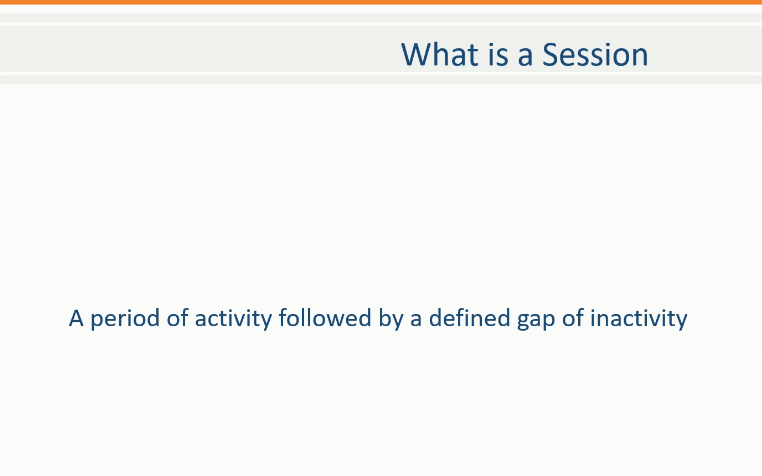 What is a Session
A period of activity followed by a defined gap of inactivity